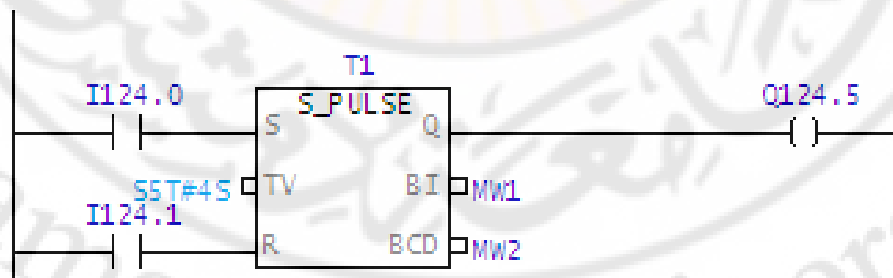 T1
I124.0
S_PULSE
Q124.5
S
Q
S5T#4S
TV
BI
MW1
I124.1
R
BCD
MW2